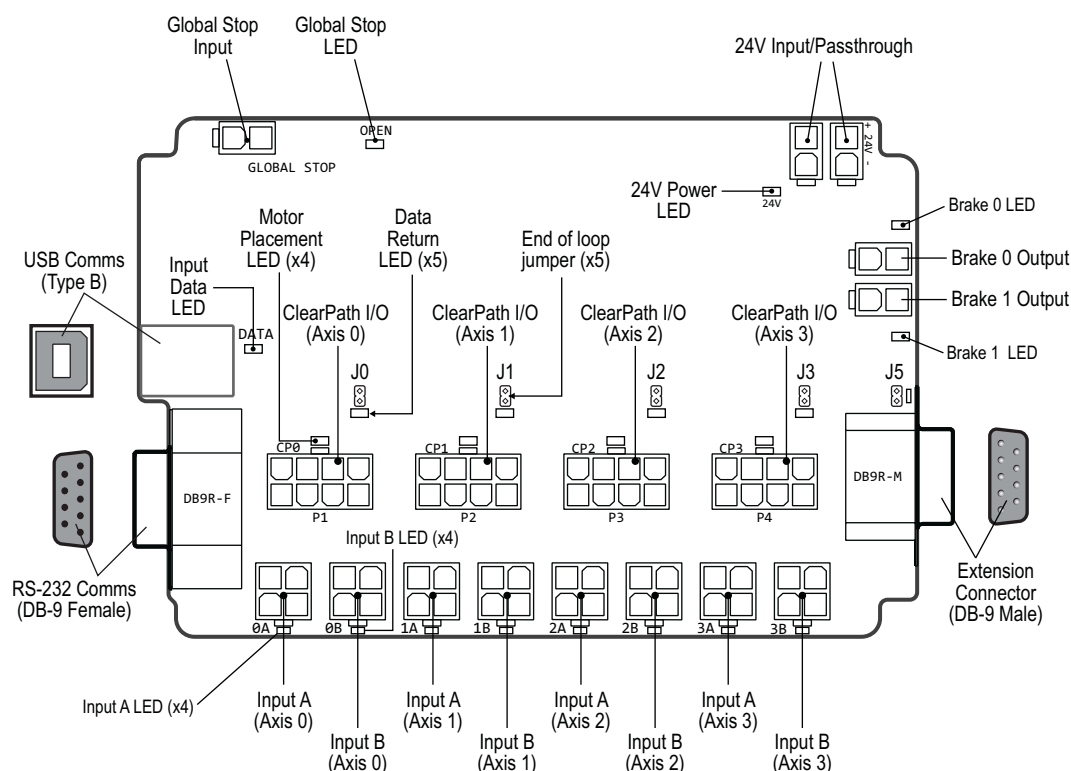 Global Stop
Input
Global Stop
LED
24V Input/Passthrough
OPEN
GLOBAL STOP
+ 24V -
24V Power
LED
24V
Brake 0 LED
Brake 0 Output
Brake 1 Output
Brake 1 LED
Motor
Placement
LED (x4)
Data
Return
LED (x5)
End of loop
jumper (x5)
USB Comms
(Type B)
Input
Data
LED
DATA
ClearPath I/O
(Axis 0)
ClearPath I/O
(Axis 1)
ClearPath I/O
(Axis 2)
ClearPath I/O
(Axis 3)
J0
J1
J2
J3
J5
CP0
CP1
CP2
CP3
DB9R-F
DB9R-M
P1
P2
P3
P4
Input B LED (x4)
RS-232 Comms
(DB-9 Female)
Extension
Connector
(DB-9 Male)
0A
0B
1A
1B
2A
2B
3A
3B
Input A LED (x4)
Input A
(Axis 0)
Input B
(Axis 0)
Input A
(Axis 1)
Input B
(Axis 1)
Input A
(Axis 2)
Input B
(Axis 2)
Input A
(Axis 3)
Input B
(Axis 3)